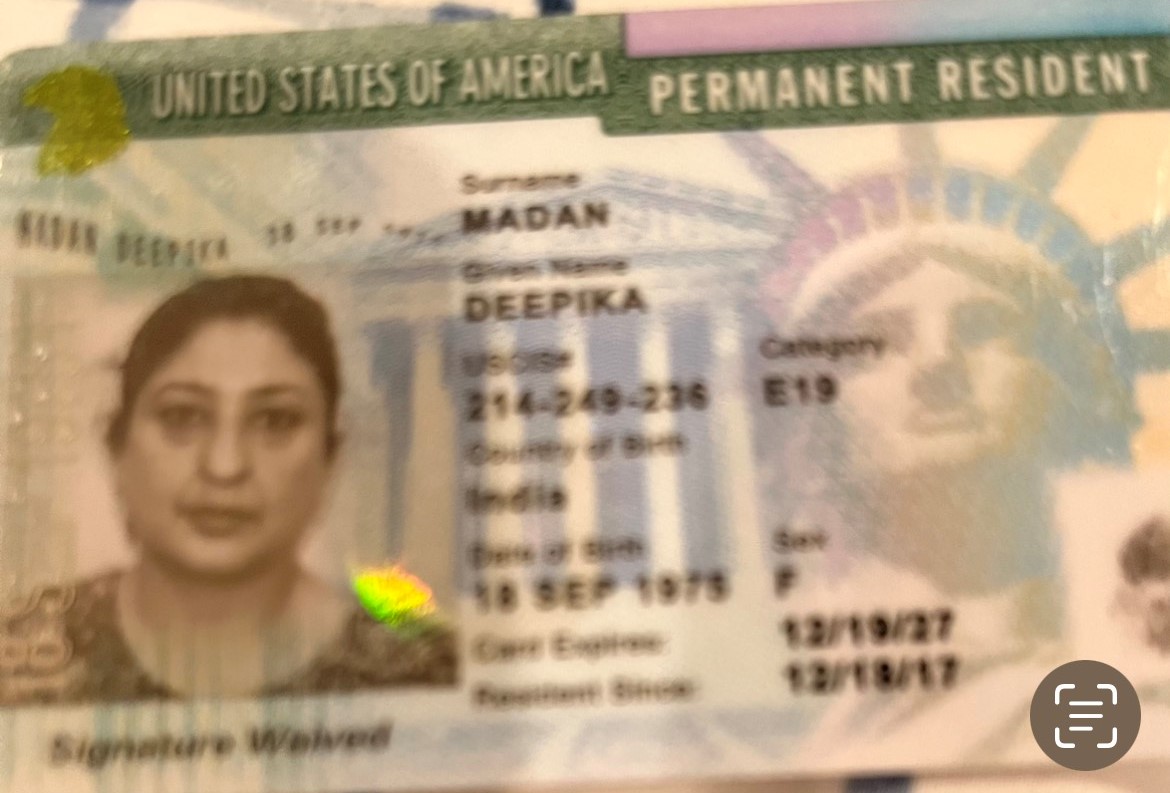 UNITED STATES OF AMERICA
PERMANENT RESIDENT
MADAN DEEPIKA 18 SEP
Surname
MADAN
Given Name
DEEPIKA
USCIS#
214-249-236
Category
E19
Country of Birth
India
Date of Birth
18 SEP 1975
Sex
F
Card Expires: 12/19/27
Resident Since: 12/18/17
Signature Waived